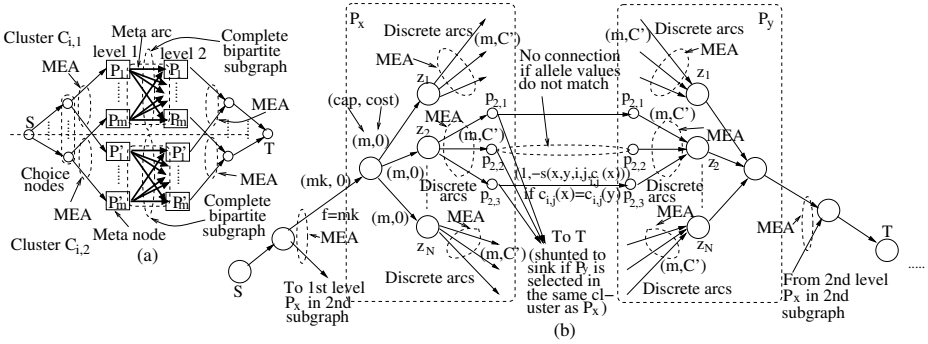 Cluster C_{i,1}
level 1
Meta arc
level 2
Complete
bipartite
subgraph
MEA
MEA
P_1
P_1
P_m
P_m
S
T
P'_1
P'_1
P'_m
P'_m
Choice
nodes
MEA
MEA
Complete
bipartite
subgraph
Meta node
Cluster C_{i,2}
(a)
P_x
Discrete arcs
(m,C')
MEA
z_1
(cap, cost)
(m,0)
MEA
z_2
(m,C')
(mk, 0)
(m,0)
Discrete
arcs
p_{2,1}
p_{2,2}
p_{2,3}
f=mk
(m,0)
MEA
z_N
(m,C')
MEA
Discrete arcs
S
To 1st level
P_x in 2nd
subgraph
No connection
if allele values
do not match
(1,-s(x,y,i,j,c_{i,j}(x)))
if c_{i,j}(x)=c_{i,j}(y)
To T
(shunted to
sink if P_y is
selected in
the same cl-
uster as P_x)
(b)
P_y
Discrete arcs
(m,C')
MEA
z_1
p_{2,1}
(m,C')
MEA
p_{2,2}
z_2
p_{2,3}
Discrete
arcs
MEA
z_N
(m,C')
Discrete arcs
MEA
T
.....
From 2nd level
P_x in 2nd
subgraph